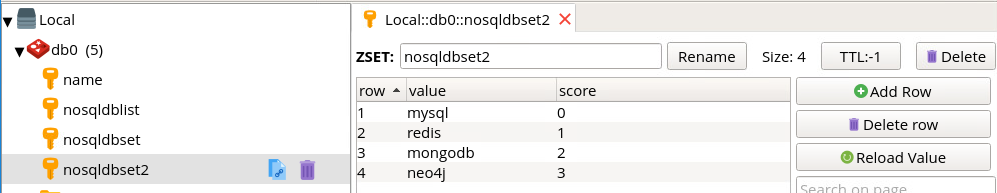 Local
db0 (5)
name
nosqldblist
nosqldbset
nosqldbset2
Local::db0::nosqldbset2
ZSET: nosqldbset2 Rename Size: 4 TTL:-1 Delete
row value score
1 mysql 0
2 redis 1
3 mongodb 2
4 neo4j 3
Add Row
Delete row
Reload Value
Search on page